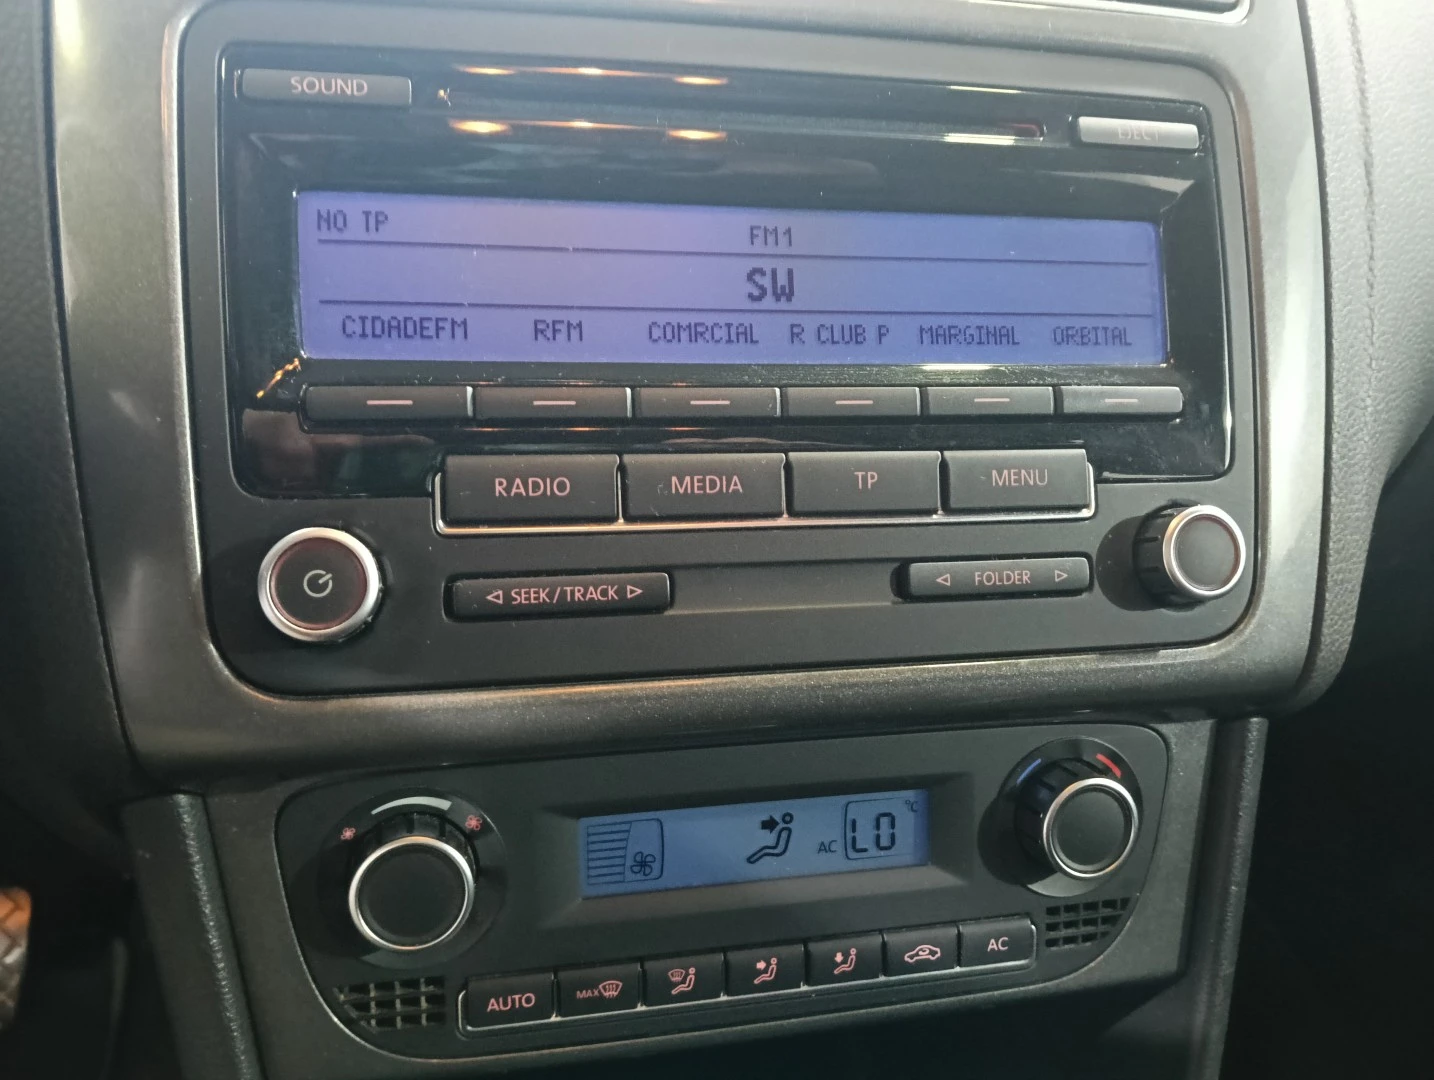 SOUND
EJECT
NO TP
FM1
SW
CIDADEFM RFM COMRCIAL R CLUB P MARGINAL ORBITAL
RADIO MEDIA TP MENU
SEEK/TRACK FOLDER
AC LO °C
AUTO MAX AC